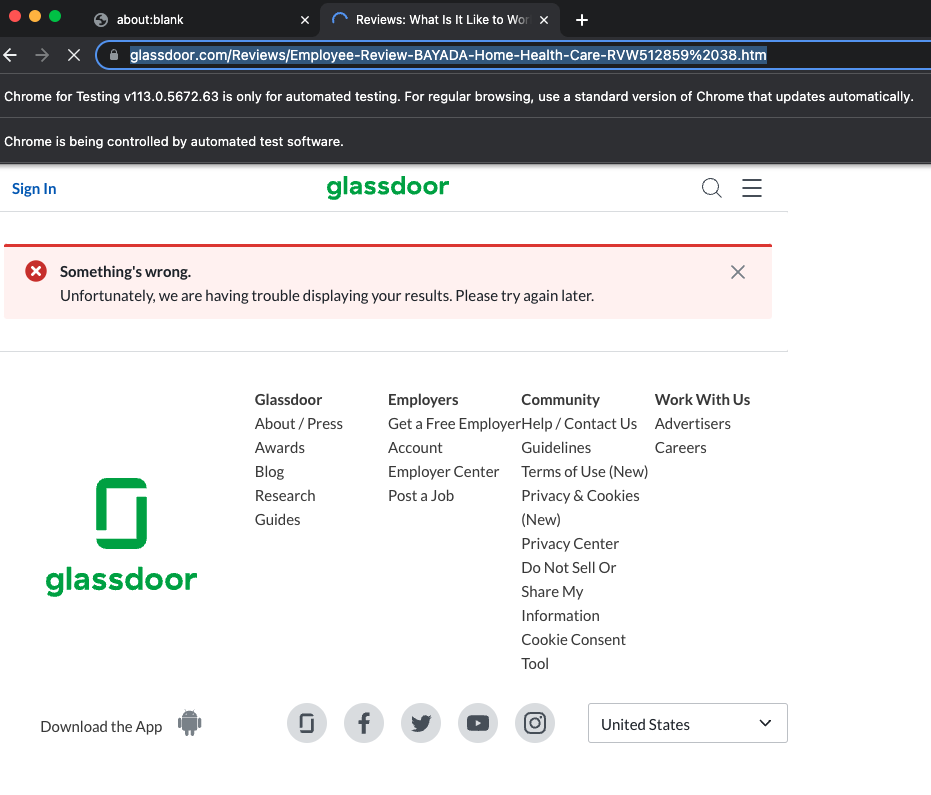 about:blank
Reviews: What Is It Like to Wor
glassdoor.com/Reviews/Employee-Review-BAYADA-Home-Health-Care-RVW512859%2038.htm
Chrome for Testing v113.0.5672.63 is only for automated testing. For regular browsing, use a standard version of Chrome that updates automatically.
Chrome is being controlled by automated test software.
Sign In
glassdoor
Something's wrong.
Unfortunately, we are having trouble displaying your results. Please try again later.
glassdoor
Glassdoor
About / Press
Awards
Blog
Research
Guides
Employers
Get a Free Employer
Account
Employer Center
Post a Job
Community
Help / Contact Us
Guidelines
Terms of Use (New)
Privacy & Cookies
(New)
Privacy Center
Do Not Sell Or
Share My
Information
Cookie Consent
Tool
Work With Us
Advertisers
Careers
Download the App
United States